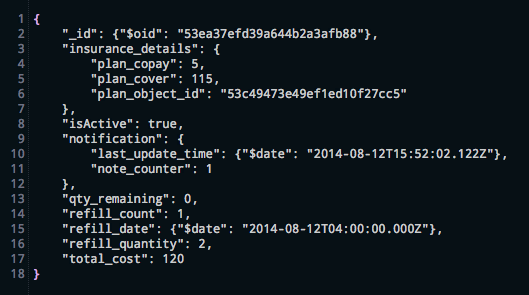 1 {
2     "_id": {"$oid": "53ea37efd39a644b2a3afb88"},
3     "insurance_details": {
4         "plan_copay": 5,
5         "plan_cover": 115,
6         "plan_object_id": "53c49473e49ef1ed10f27cc5"
7     },
8     "isActive": true,
9     "notification": {
10         "last_update_time": {"$date": "2014-08-12T15:52:02.122Z"},
11         "note_counter": 1
12     },
13     "qty_remaining": 0,
14     "refill_count": 1,
15     "refill_date": {"$date": "2014-08-12T04:00:00.000Z"},
16     "refill_quantity": 2,
17     "total_cost": 120
18 }